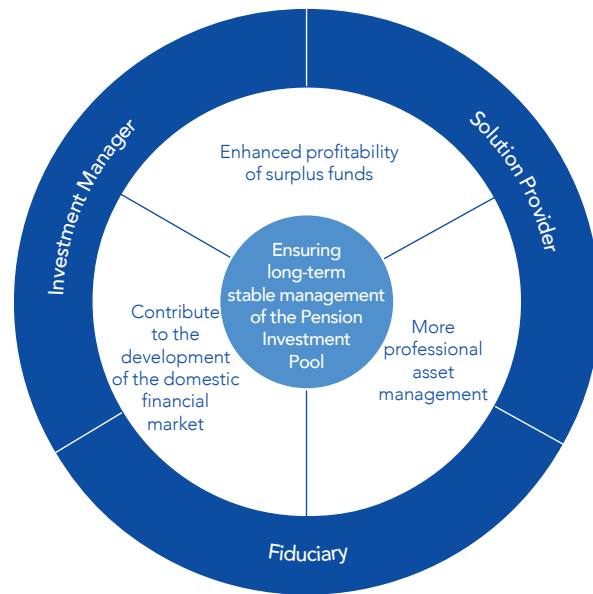 Investment Manager
Solution Provider
Enhanced profitability
of surplus funds
Ensuring
long-term
stable management
of the Pension
Investment
Pool
Contribute
to the
development
of the domestic
financial
market
More
professional
asset
management
Fiduciary